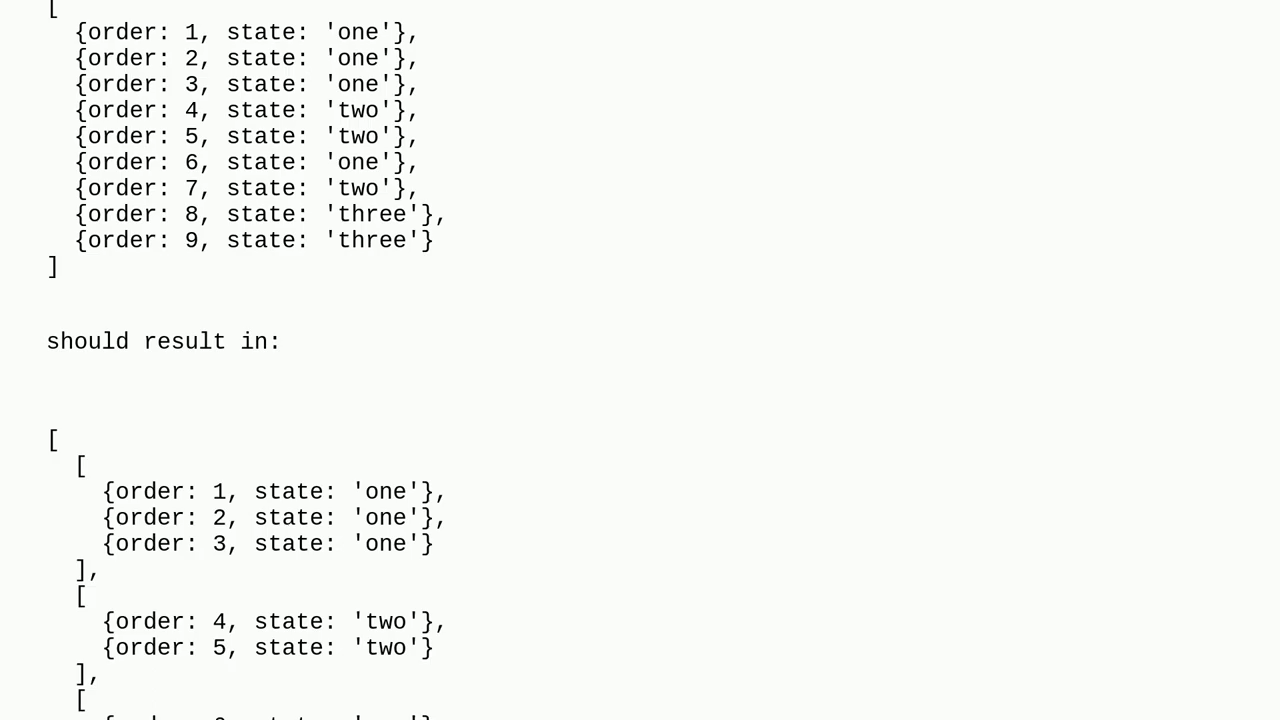 [
  {order: 1, state: 'one'},
  {order: 2, state: 'one'},
  {order: 3, state: 'one'},
  {order: 4, state: 'two'},
  {order: 5, state: 'two'},
  {order: 6, state: 'one'},
  {order: 7, state: 'two'},
  {order: 8, state: 'three'},
  {order: 9, state: 'three'}
]
should result in:
[
  [
    {order: 1, state: 'one'},
    {order: 2, state: 'one'},
    {order: 3, state: 'one'}
  ],
  [
    {order: 4, state: 'two'},
    {order: 5, state: 'two'}
  ],
  [